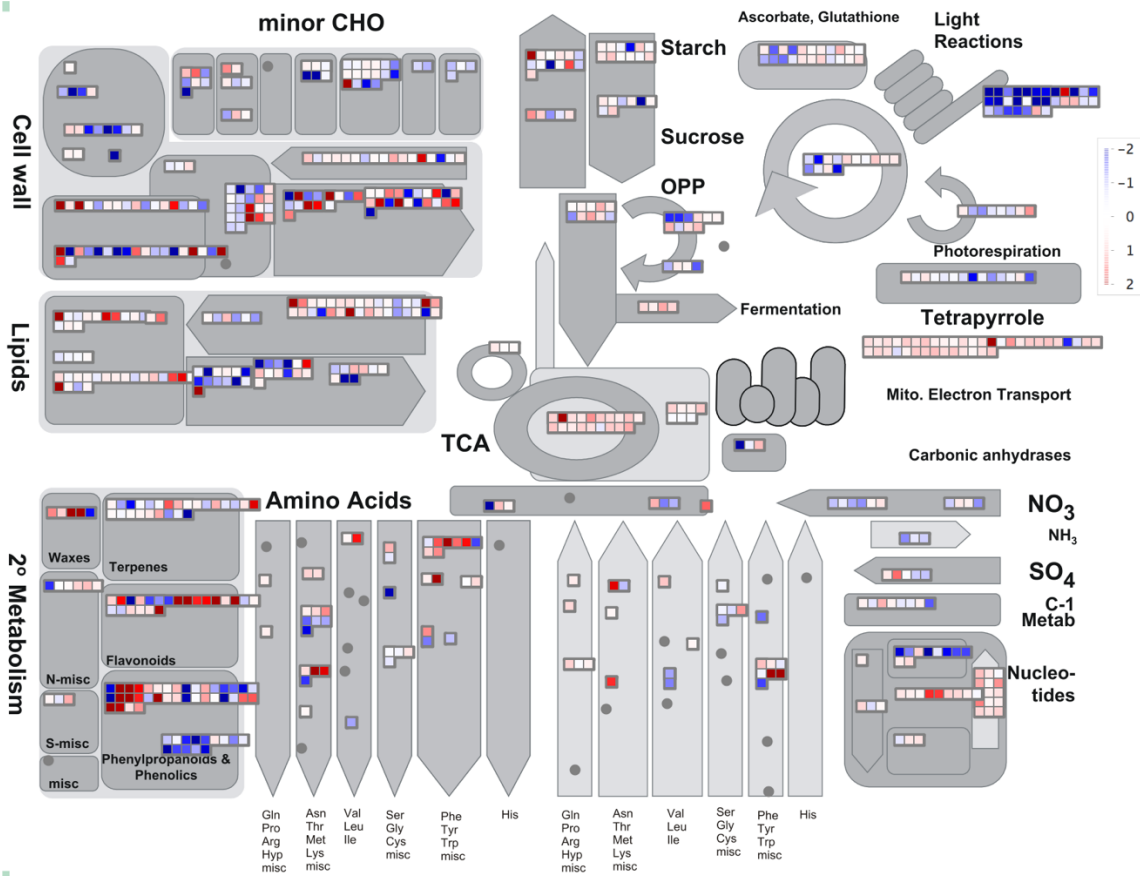 minor CHO
Cell wall
Lipids
2° Metabolism
Starch
Sucrose
OPP
Ascorbate, Glutathione
Light
Reactions
-2
-1
0
1
2
Photorespiration
Fermentation
Tetrapyrrole
Mito. Electron Transport
TCA
Carbonic anhydrases
Amino Acids
NO3
NH3
SO4
C-1
Metab
Nucleo-
tides
Waxes
Terpenes
Flavonoids
N-misc
S-misc
misc
Phenylpropanoids &
Phenolics
Gln
Pro
Arg
Hyp
misc
Asn
Thr
Met
Lys
misc
Val
Leu
Ile
Ser
Gly
Cys
misc
Phe
Tyr
Trp
misc
His
Gln
Pro
Arg
Hyp
misc
Asn
Thr
Met
Lys
misc
Val
Leu
Ile
Ser
Gly
Cys
misc
Phe
Tyr
Trp
misc
His